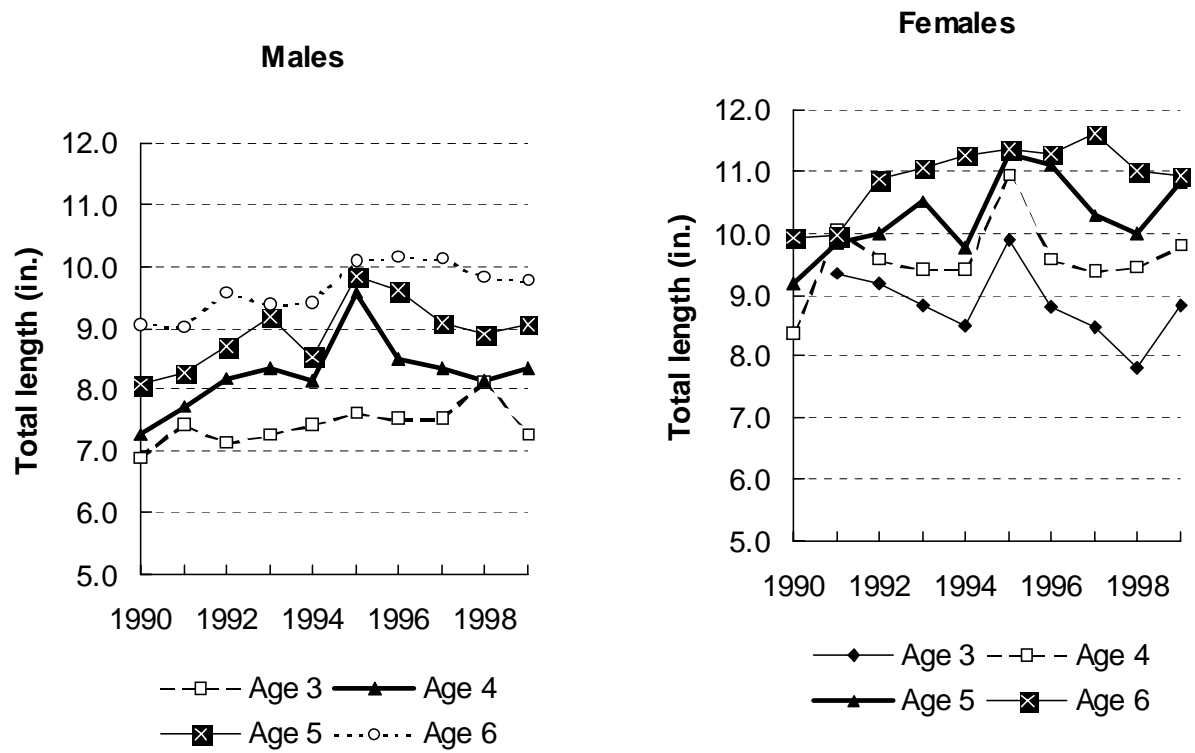 Males
12.0
11.0
10.0
9.0
8.0
7.0
6.0
5.0
Total length (in.)
1990 1992 1994 1996 1998
Age 3 Age 4
Age 5 Age 6
Females
12.0
11.0
10.0
9.0
8.0
7.0
6.0
5.0
Total length (in.)
1990 1992 1994 1996 1998
Age 3 Age 4
Age 5 Age 6